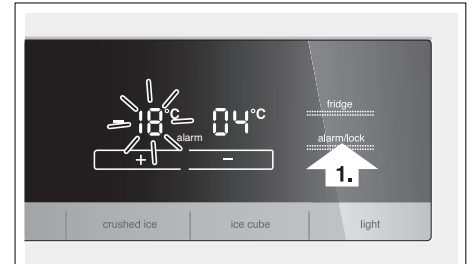 -18°C 04°C
fridge
alarm
alarm/lock
+ -
1.
crushed ice ice cube light